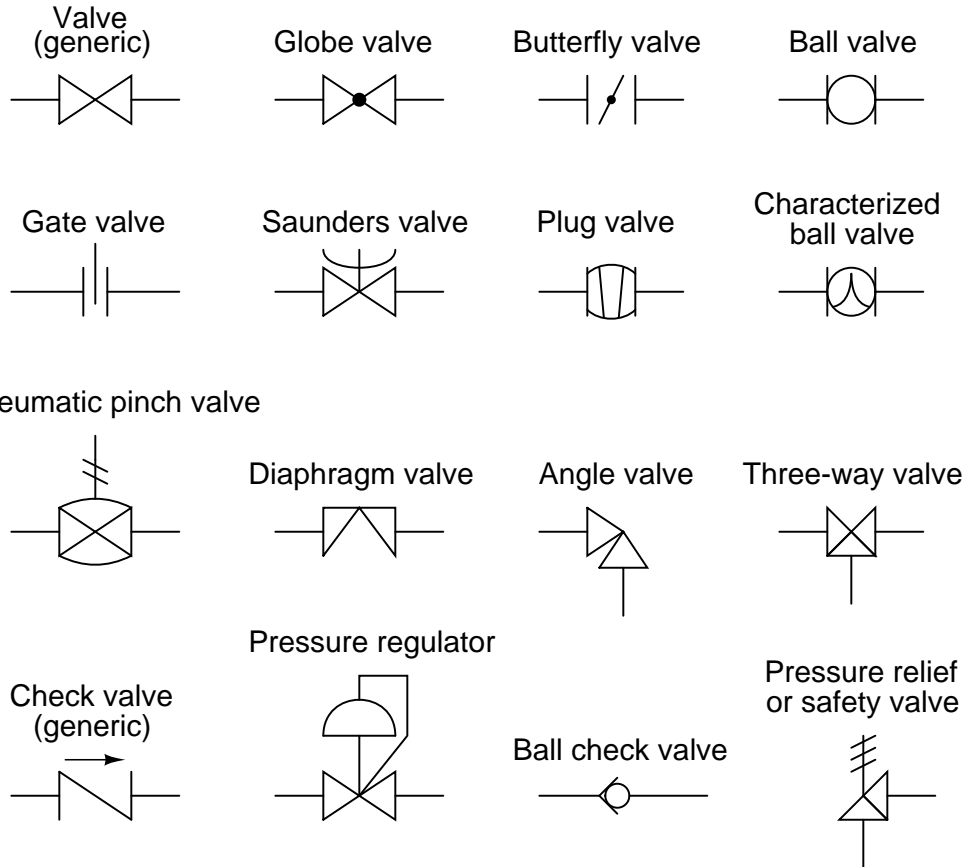 Valve
(generic)
Globe valve
Butterfly valve
Ball valve
Gate valve
Saunders valve
Plug valve
Characterized
ball valve
eumatic pinch valve
Diaphragm valve
Angle valve
Three-way valve
Check valve
(generic)
Pressure regulator
Ball check valve
Pressure relief
or safety valve